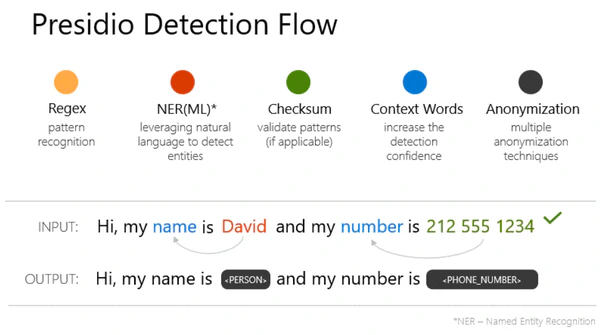 Presidio Detection Flow
Regex
pattern
recognition
NER(ML)*
leveraging natural
language to detect
entities
Checksum
validate patterns
(if applicable)
Context Words
increase the
detection
confidence
Anonymization
multiple
anonymization
techniques
INPUT: Hi, my name is David and my number is 212 555 1234
OUTPUT: Hi, my name is <PERSON> and my number is <PHONE_NUMBER>
*NER – Named Entity Recognition